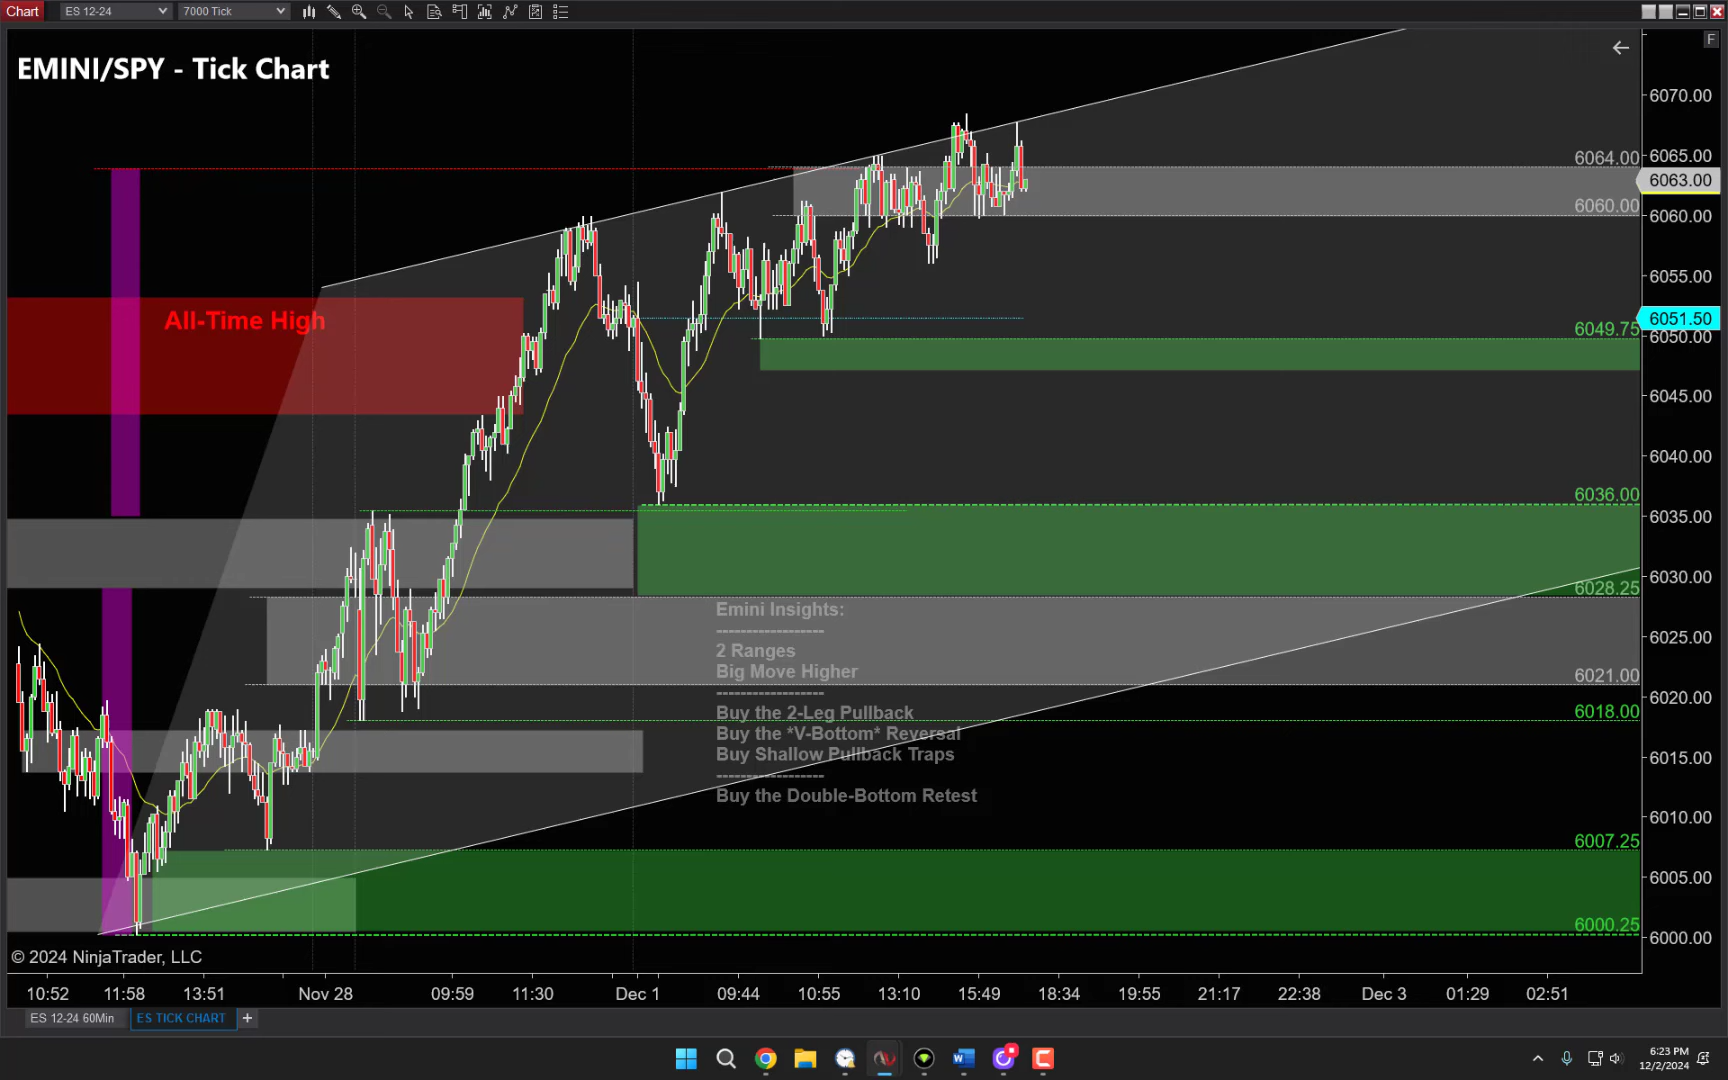 Chart
ES 12-24
7000 Tick
F
EMINI/SPY - Tick Chart
6070.00
6065.00
6064.00
6063.00
6060.00
6060.00
6055.00
All-Time High
6051.50
6049.75
6050.00
6045.00
6040.00
6036.00
6035.00
6030.00
6028.25
Emini Insights:
------------------
2 Ranges
Big Move Higher
------------------
Buy the 2-Leg Pullback
Buy the *V-Bottom* Reversal
Buy Shallow Pullback Traps
------------------
Buy the Double-Bottom Retest
6025.00
6021.00
6020.00
6018.00
6015.00
6010.00
6007.25
6005.00
6000.25
6000.00
© 2024 NinjaTrader, LLC
10:52 11:58 13:51 Nov 28 09:59 11:30 Dec 1 09:44 10:55 13:10 15:49 18:34 19:55 21:17 22:38 Dec 3 01:29 02:51
ES 12-24 60Min
ES TICK CHART
+
6:23 PM
12/2/2024